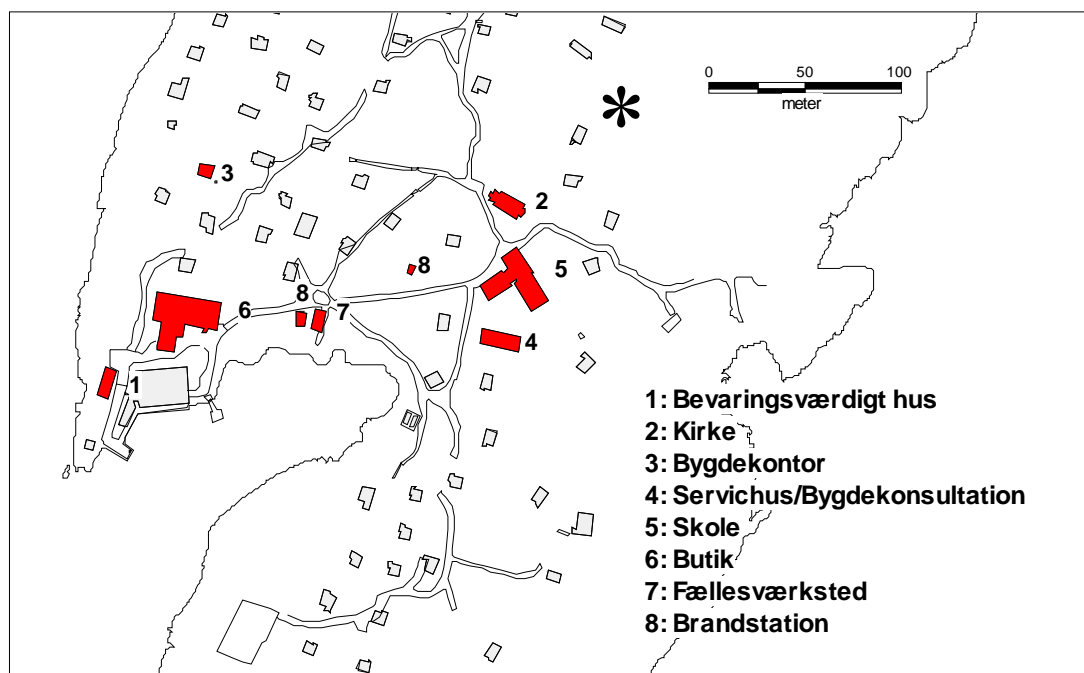 0 50 100
meter
3
2
8
5
8
6
7
4
1
1: Bevaringsværdigt hus
2: Kirke
3: Bygdekontor
4: Servichus/Bygdekonsultation
5: Skole
6: Butik
7: Fællesværksted
8: Brandstation